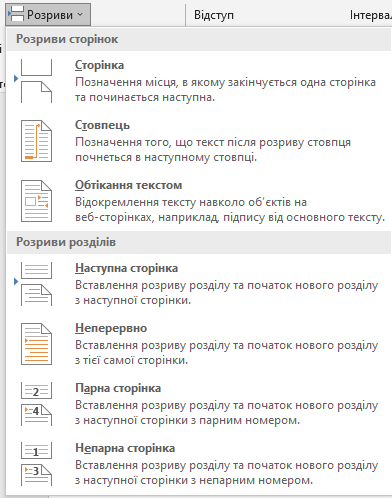 Розриви Відступ Інтервал
Розриви сторінок
Сторінка
Позначення місця, в якому закінчується одна сторінка
та починається наступна.
Стовпець
Позначення того, що текст після розриву стовпця
почнеться в наступному стовпці.
Обтікання текстом
Відокремлення тексту навколо об'єктів на
веб-сторінках, наприклад, підпису від основного тексту.
Розриви розділів
Наступна сторінка
Вставлення розриву розділу та початок нового розділу
з наступної сторінки.
Неперервно
Вставлення розриву розділу та початок нового розділу
з тієї самої сторінки.
Парна сторінка
2
4
Вставлення розриву розділу та початок нового розділу
з наступної сторінки з парним номером.
Непарна сторінка
1
3
Вставлення розриву розділу та початок нового розділу
з наступної сторінки з непарним номером.